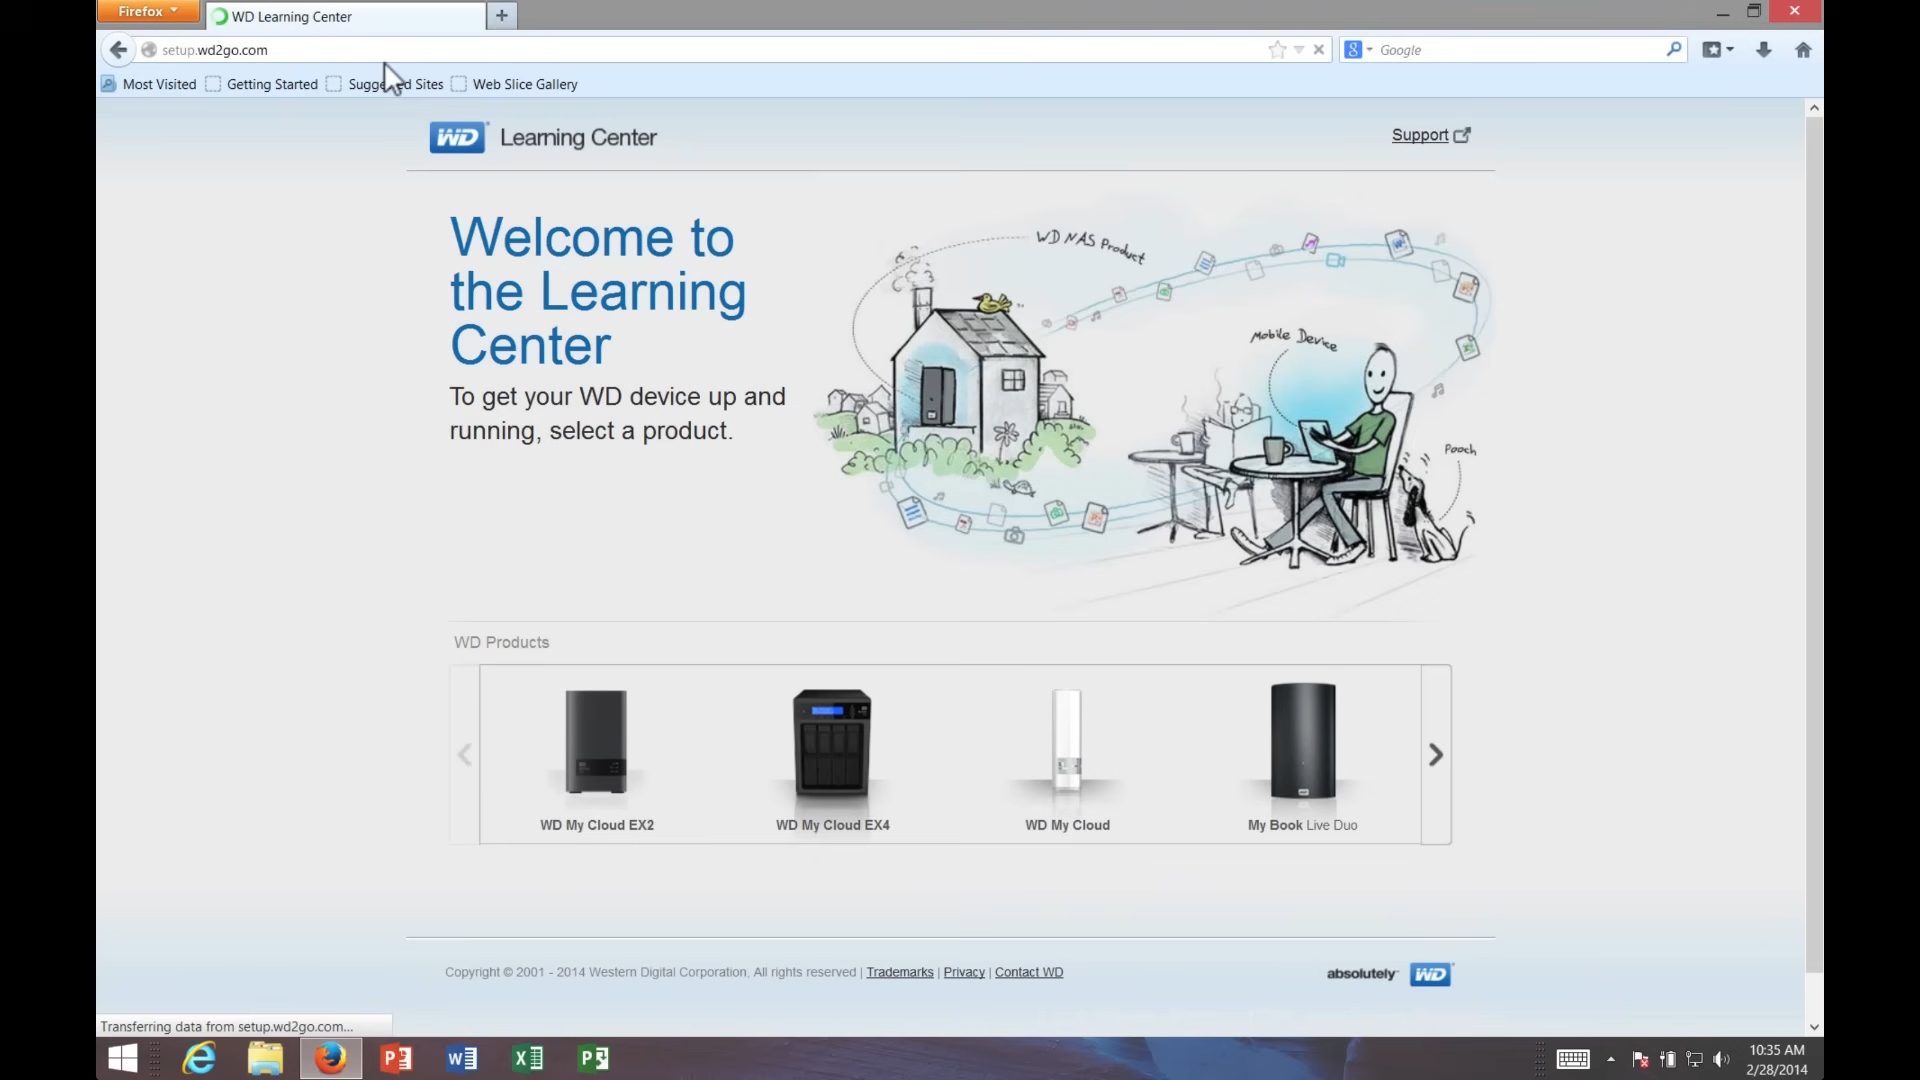 Firefox
WD Learning Center
setup.wd2go.com
Google
Most Visited
Getting Started
Sugge d Sites
Web Slice Gallery
WD Learning Center
Support
Welcome to
the Learning
Center
To get your WD device up and
running, select a product.
WD NAS Product
Mobile Device
Pooch
WD Products
WD My Cloud EX2
WD My Cloud EX4
WD My Cloud
My Book Live Duo
Copyright © 2001 - 2014 Western Digital Corporation, All rights reserved | Trademarks | Privacy | Contact WD
absolutely WD
Transferring data from setup.wd2go.com...
10:35 AM
2/28/2014